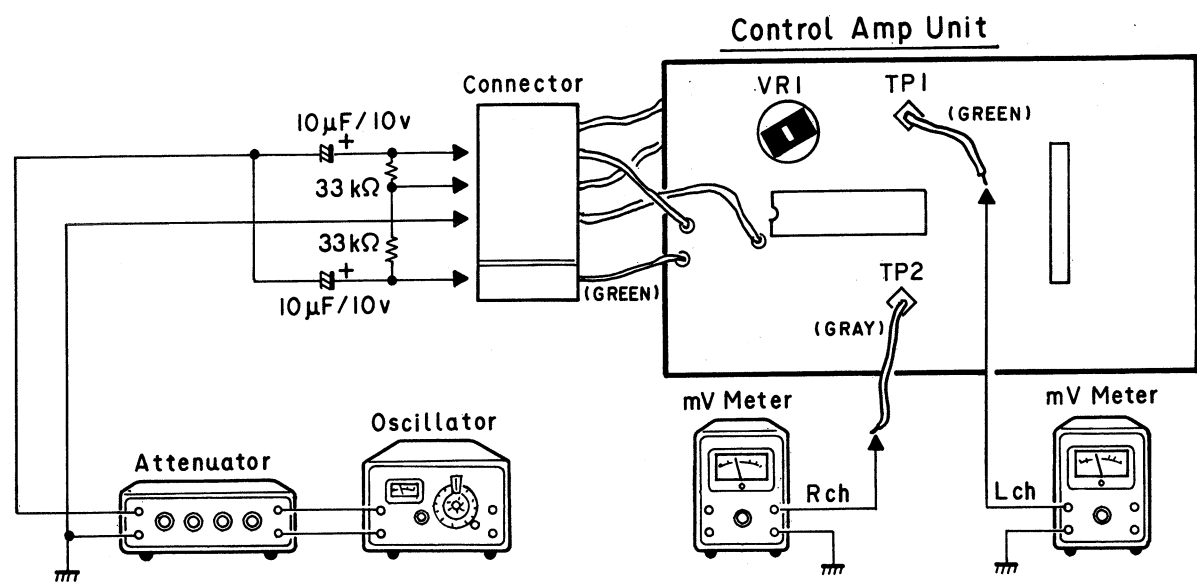 Control Amp Unit
Connector
VR1
TP1
(GREEN)
10μF/10v
+
33kΩ
33kΩ
+
10μF/10v
(GREEN)
TP2
(GRAY)
mV Meter
mV Meter
Oscillator
Attenuator
Rch
Lch